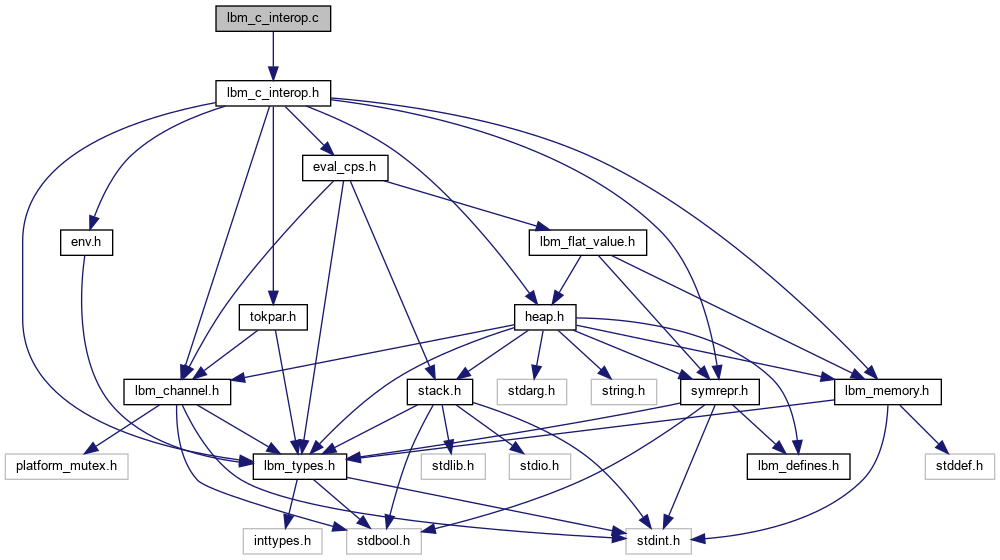 lbm_c_interop.c
lbm_c_interop.h
eval_cps.h
env.h
lbm_flat_value.h
tokpar.h
heap.h
lbm_channel.h
stack.h
stdarg.h
string.h
symrepr.h
lbm_memory.h
platform_mutex.h
lbm_types.h
stdlib.h
stdio.h
lbm_defines.h
stddef.h
inttypes.h
stdbool.h
stdint.h